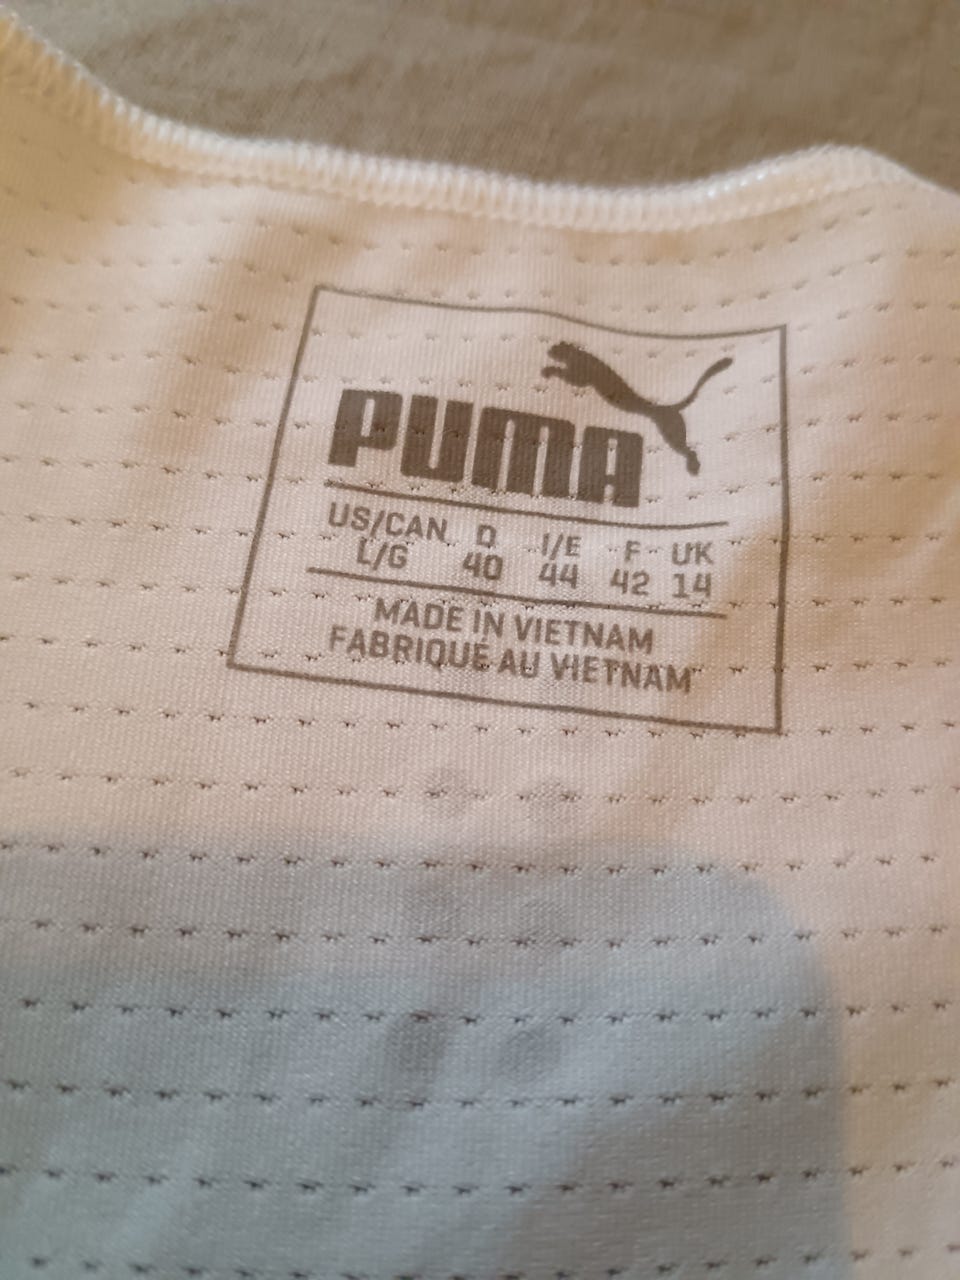 PUMA
US/CAN D I/E F UK
L/G 40 44 42 14
MADE IN VIETNAM
FABRIQUÉ AU VIETNAM